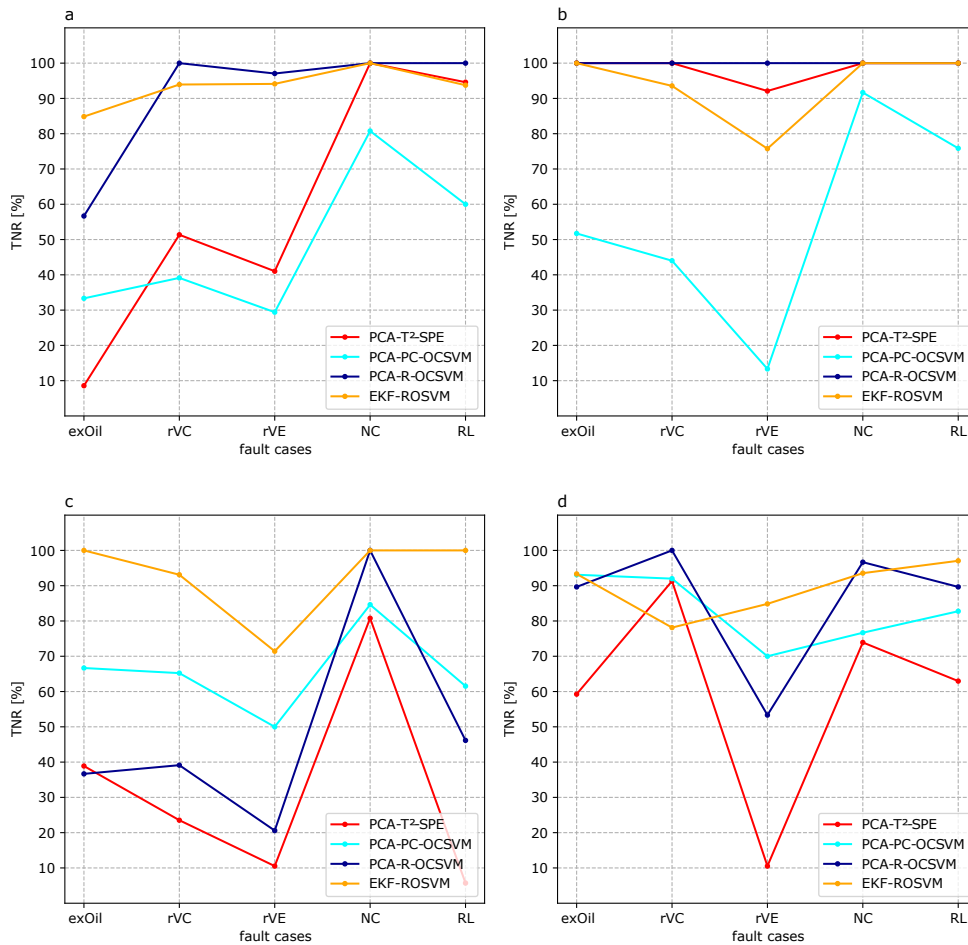 a
100
90
80
70
60
50
40
30
20
10
TNR [%]
PCA-T²-SPE
PCA-PC-OCSVM
PCA-R-OCSVM
EKF-ROSVM
exOil rVC rVE NC RL
fault cases
b
100
90
80
70
60
50
40
30
20
10
TNR [%]
PCA-T²-SPE
PCA-PC-OCSVM
PCA-R-OCSVM
EKF-ROSVM
exOil rVC rVE NC RL
fault cases
c
100
90
80
70
60
50
40
30
20
10
TNR [%]
PCA-T²-SPE
PCA-PC-OCSVM
PCA-R-OCSVM
EKF-ROSVM
exOil rVC rVE NC RL
fault cases
d
100
90
80
70
60
50
40
30
20
10
TNR [%]
PCA-T²-SPE
PCA-PC-OCSVM
PCA-R-OCSVM
EKF-ROSVM
exOil rVC rVE NC RL
fault cases